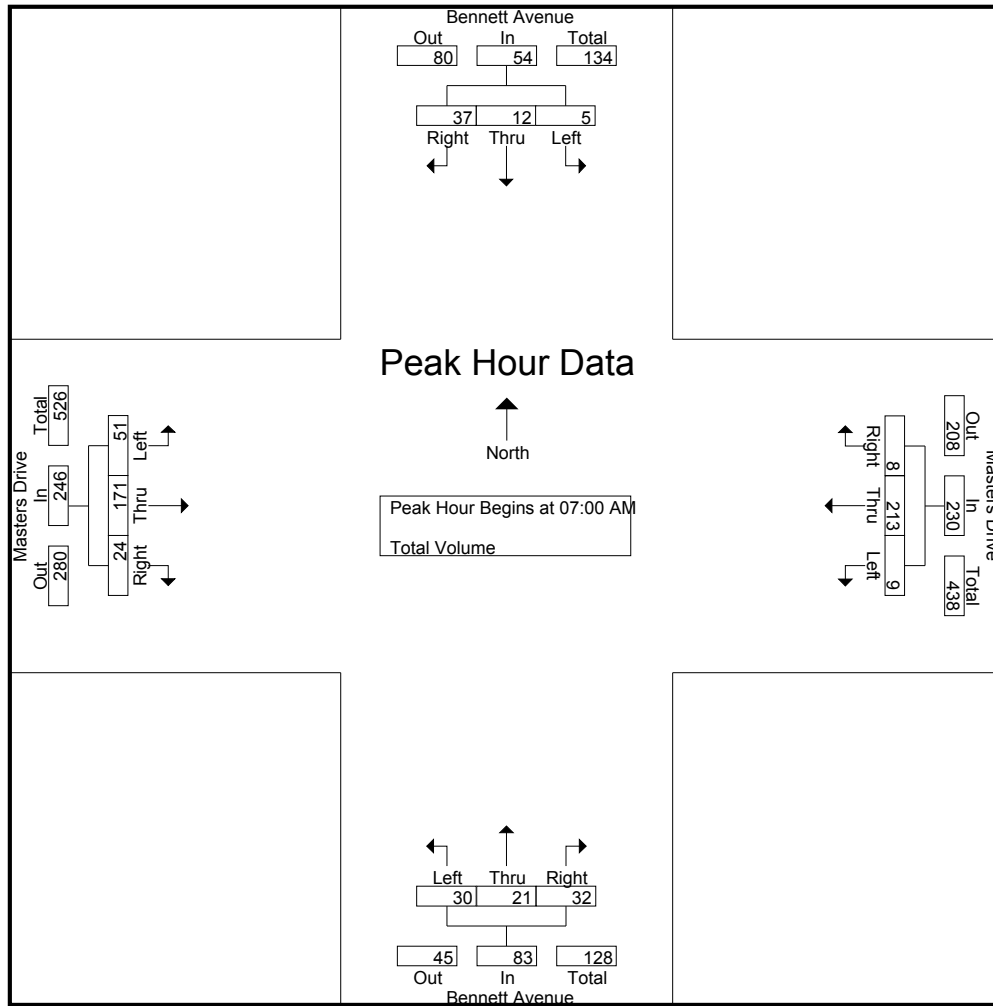 Bennett Avenue
Out In Total
80 54 134
37 12 5
Right Thru Left
Peak Hour Data
North
Peak Hour Begins at 07:00 AM
Total Volume
Masters Drive
Total In Out
526 246 280
51 171 24
Left Thru Right
Masters Drive
Out In Total
208 230 438
8 213 9
Right Thru Left
Left Thru Right
30 21 32
45 83 128
Out In Total
Bennett Avenue